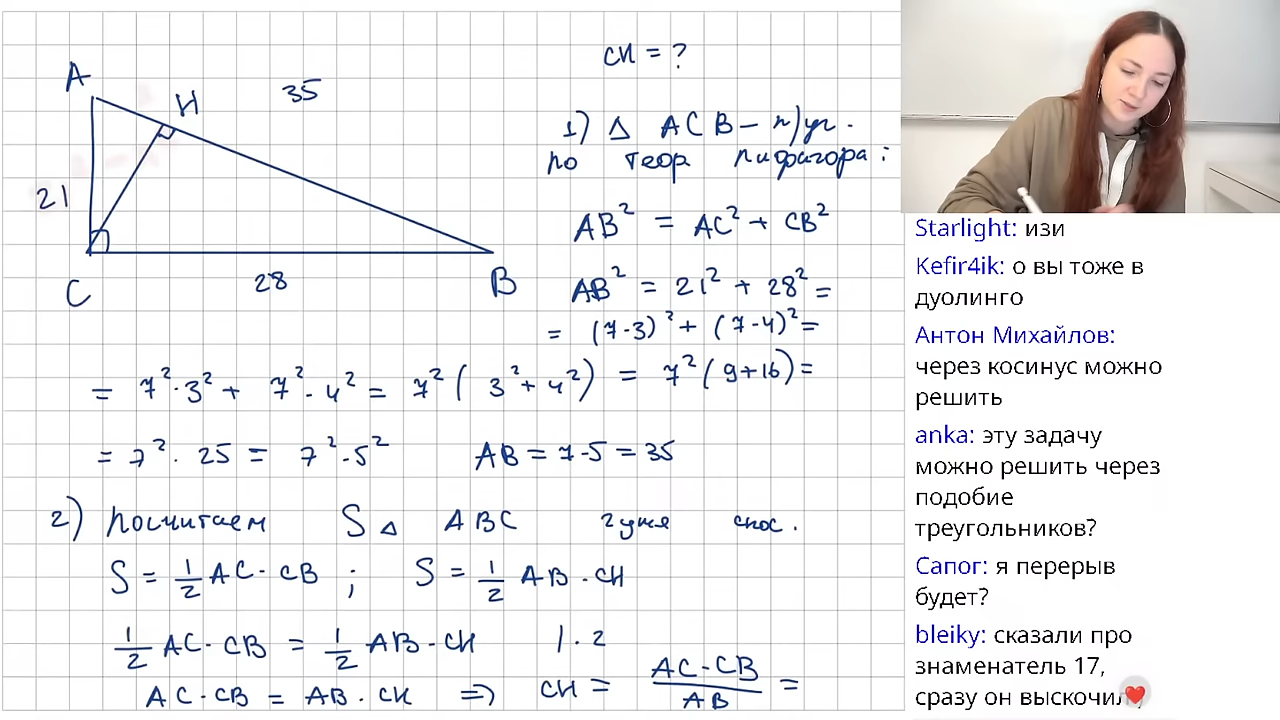 CH = ?
A
H
35
21
C
28
B
1) Δ ACB – п/уг.
по теор пифагора:
AB² = AC² + CB²
AB² = 21² + 28² =
= (7·3)² + (7·4)² =
= 7²·3² + 7²·4² = 7²(3²+4²) = 7²(9+16) =
= 7²·25 = 7²·5²    AB = 7·5 = 35
2) посчитаем S Δ ABC 2умя спос.
S = 1/2 AC·CB ; S = 1/2 AB·CH
1/2 AC·CB = 1/2 AB·CH  |·2
AC·CB = AB·CH ⇒ CH = AC·CB/AB =
Starlight: изи
Kefir4ik: о вы тоже в
дуолинго
Антон Михайлов:
через косинус можно
решить
anka: эту задачу
можно решить через
подобие
треугольников?
Сапог: я перерыв
будет?
bleiky: сказали про
знаменатель 17,
сразу он выскочил,